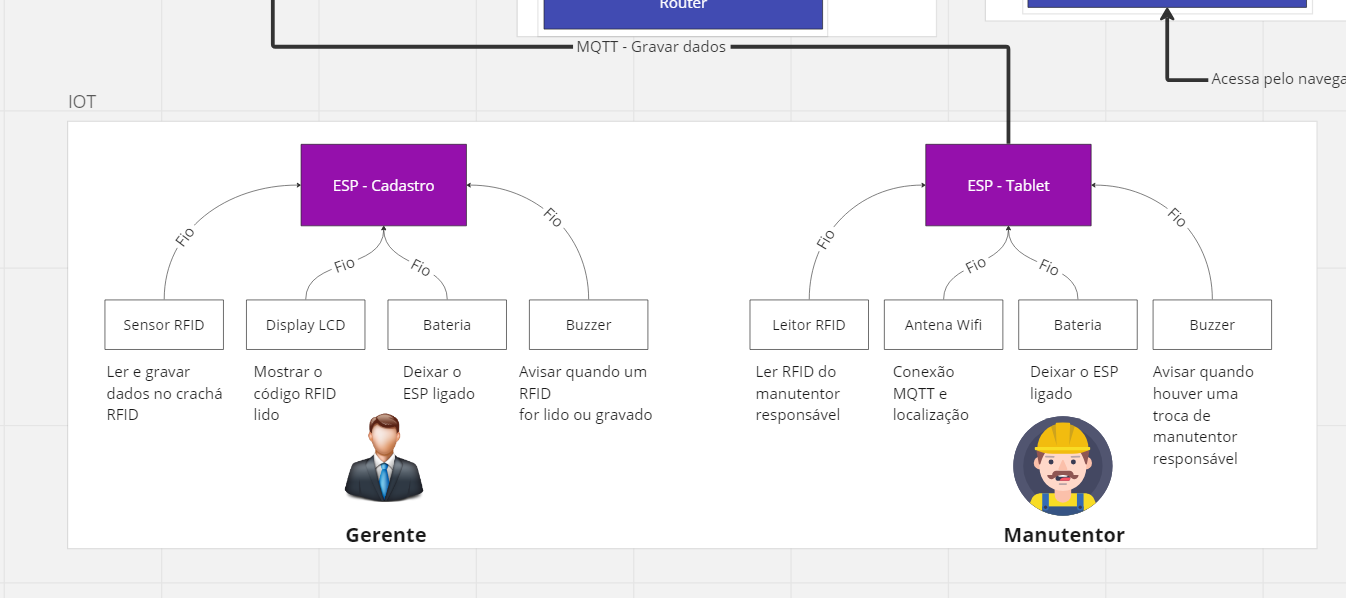 Router
MQTT - Gravar dados
Acessa pelo navega
IOT
ESP - Cadastro
ESP - Tablet
Fio
Fio
Fio
Fio
Fio
Fio
Fio
Fio
Sensor RFID
Display LCD
Bateria
Buzzer
Leitor RFID
Antena Wifi
Bateria
Buzzer
Ler e gravar
dados no crachá
RFID
Mostrar o
código RFID
lido
Deixar o
ESP ligado
Avisar quando um
RFID
for lido ou gravado
Ler RFID do
manutentor
responsável
Conexão
MQTT e
localização
Deixar o ESP
ligado
Avisar quando
houver uma
troca de
manutentor
responsável
Gerente
Manutentor